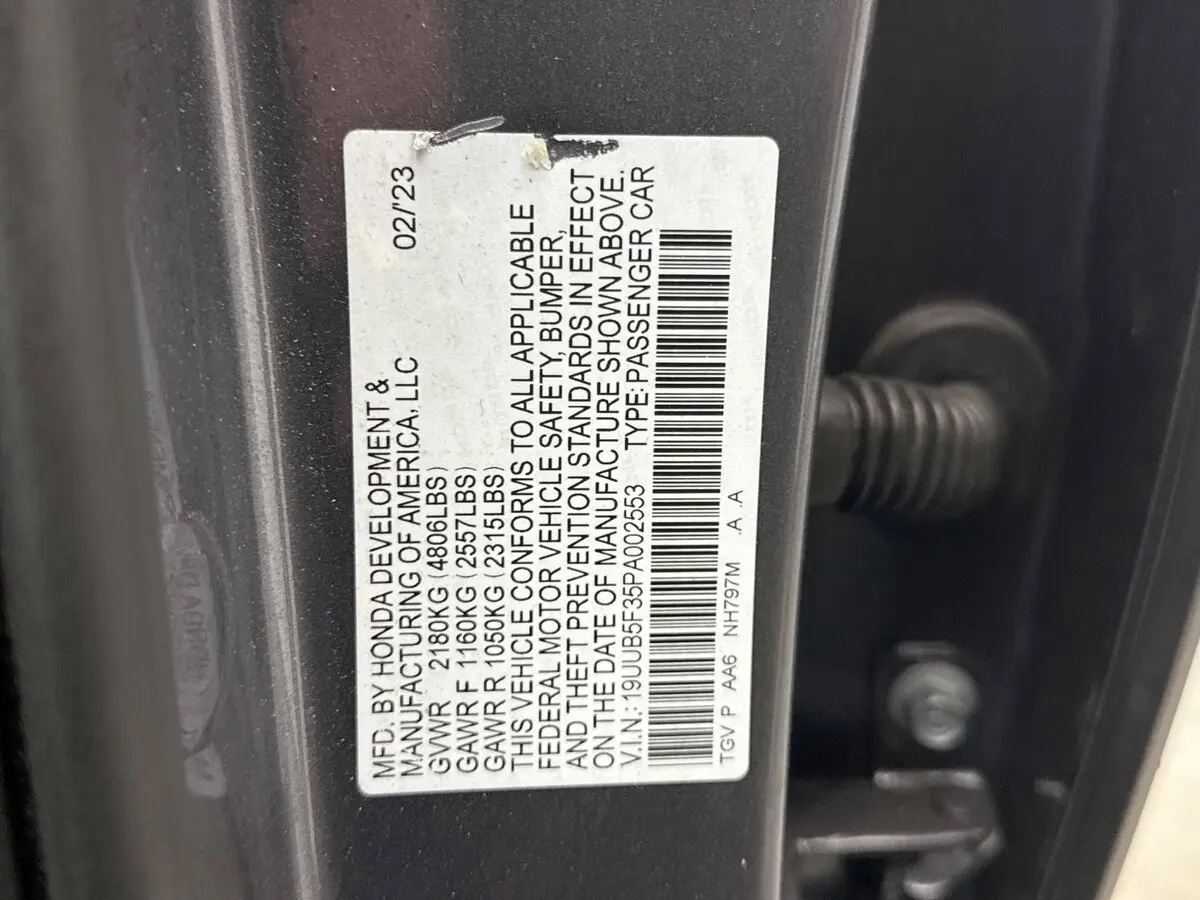 MFD. BY HONDA DEVELOPMENT &
MANUFACTURING OF AMERICA, LLC 02/'23
GVWR 2180KG (4806LBS)
GAWR F 1160KG (2557LBS)
GAWR R 1050KG (2315LBS)
THIS VEHICLE CONFORMS TO ALL APPLICABLE
FEDERAL MOTOR VEHICLE SAFETY, BUMPER,
AND THEFT PREVENTION STANDARDS IN EFFECT
ON THE DATE OF MANUFACTURE SHOWN ABOVE.
V.I.N.: 19UUB5F35PA002553 TYPE: PASSENGER CAR
TGV P AA6 NH797M .A .A